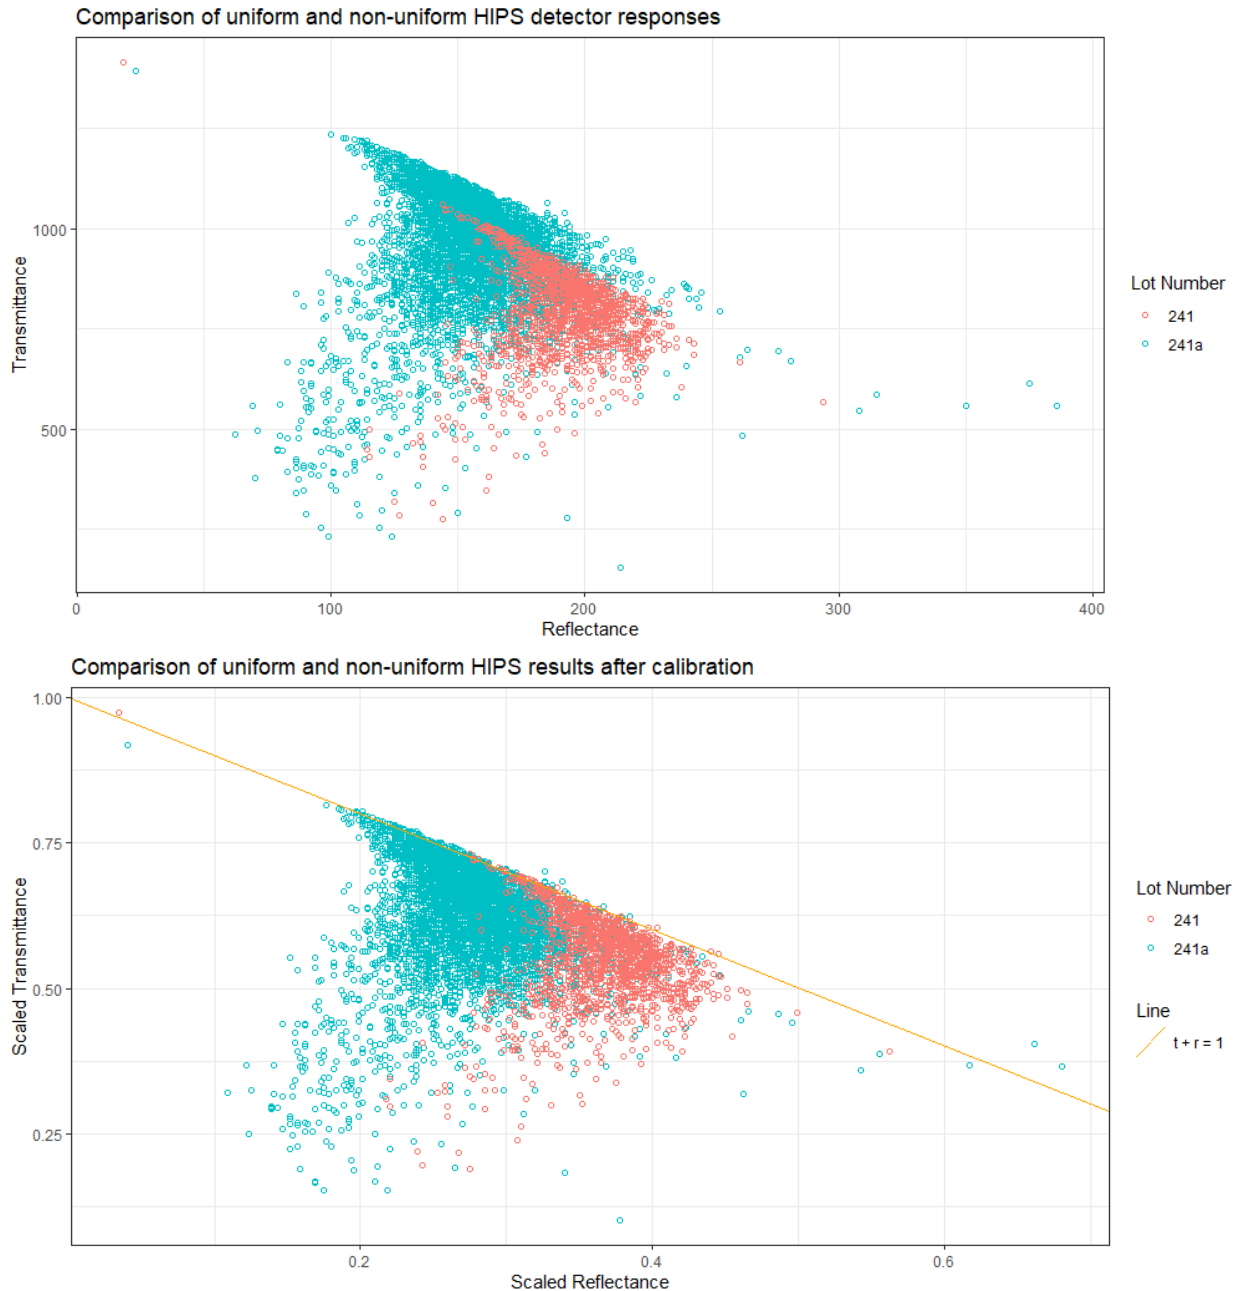 Comparison of uniform and non-uniform HIPS detector responses
Transmittance
1000
500
0
100
200
300
400
Reflectance
Lot Number
241
241a
Comparison of uniform and non-uniform HIPS results after calibration
Scaled Transmittance
1.00
0.75
0.50
0.25
0.2
0.4
0.6
Scaled Reflectance
Lot Number
241
241a
Line
t + r = 1